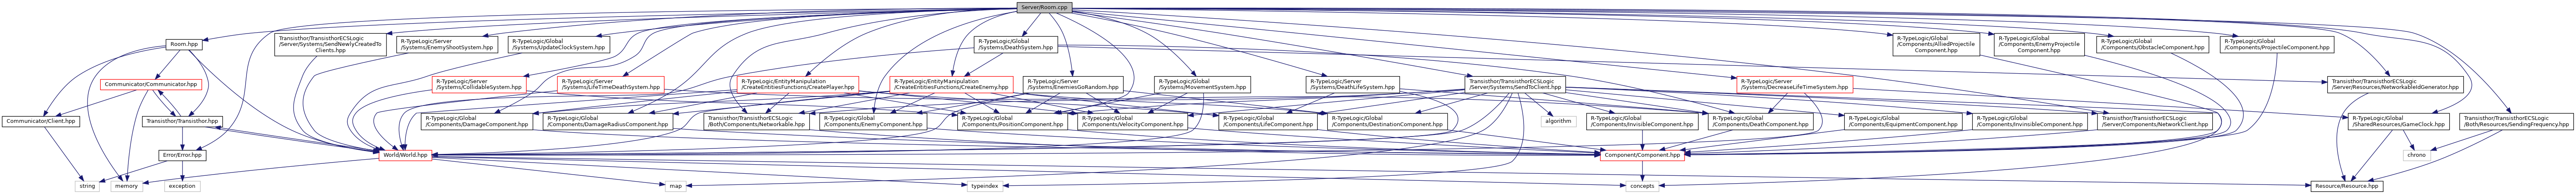 Server/Room.cpp
Room.hpp
Transisthor/TransisthorECSLogic
/Server/Systems/SendNewlyCreatedTo
Clients.hpp
R-TypeLogic/Server
/Systems/EnemyShootSystem.hpp
R-TypeLogic/Global
/Systems/UpdateClockSystem.hpp
R-TypeLogic/Global
/Systems/DeathSystem.hpp
R-TypeLogic/Global
/Components/AlliedProjectile
Component.hpp
R-TypeLogic/Global
/Components/EnemyProjectile
Component.hpp
R-TypeLogic/Global
/Components/ObstacleComponent.hpp
R-TypeLogic/Global
/Components/ProjectileComponent.hpp
Communicator/Communicator.hpp
R-TypeLogic/Server
/Systems/CollidableSystem.hpp
R-TypeLogic/Server
/Systems/LifeTimeDeathSystem.hpp
R-TypeLogic/EntityManipulation
/CreateEntitiesFunctions/CreatePlayer.hpp
R-TypeLogic/EntityManipulation
/CreateEntitiesFunctions/CreateEnemy.hpp
R-TypeLogic/Server
/Systems/EnemiesGoRandom.hpp
R-TypeLogic/Global
/Systems/MovementSystem.hpp
R-TypeLogic/Server
/Systems/DeathLifeSystem.hpp
Transisthor/TransisthorECSLogic
/Server/Systems/SendToClient.hpp
R-TypeLogic/Server
/Systems/DecreaseLifeTimeSystem.hpp
Transisthor/TransisthorECSLogic
/Server/Resources/NetworkableIdGenerator.hpp
Communicator/Client.hpp
Transisthor/Transisthor.hpp
R-TypeLogic/Global
/Components/DamageComponent.hpp
R-TypeLogic/Global
/Components/DamageRadiusComponent.hpp
Transisthor/TransisthorECSLogic
/Both/Components/Networkable.hpp
R-TypeLogic/Global
/Components/EnemyComponent.hpp
R-TypeLogic/Global
/Components/PositionComponent.hpp
R-TypeLogic/Global
/Components/VelocityComponent.hpp
R-TypeLogic/Global
/Components/LifeComponent.hpp
R-TypeLogic/Global
/Components/DestinationComponent.hpp
algorithm
R-TypeLogic/Global
/Components/InvisibleComponent.hpp
R-TypeLogic/Global
/Components/DeathComponent.hpp
R-TypeLogic/Global
/Components/EquipmentComponent.hpp
R-TypeLogic/Global
/Components/InvinsibleComponent.hpp
Transisthor/TransisthorECSLogic
/Server/Components/NetworkClient.hpp
R-TypeLogic/Global
/SharedResources/GameClock.hpp
Transisthor/TransisthorECSLogic
/Both/Resources/SendingFrequency.hpp
Error/Error.hpp
World/World.hpp
Component/Component.hpp
chrono
string
memory
exception
map
typeindex
concepts
Resource/Resource.hpp